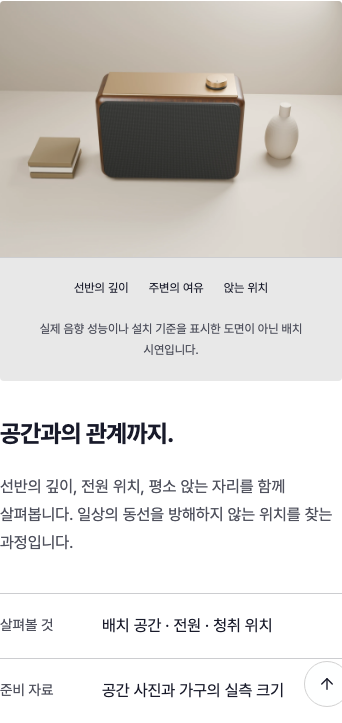 선반의 깊이 주변의 여유 앉는 위치
실제 음향 성능이나 설치 기준을 표시한 도면이 아닌 배치
시연입니다.
공간과의 관계까지.
선반의 깊이, 전원 위치, 평소 앉는 자리를 함께
살펴봅니다. 일상의 동선을 방해하지 않는 위치를 찾는
과정입니다.
살펴볼 것 배치 공간 · 전원 · 청취 위치
준비 자료 공간 사진과 가구의 실측 크기